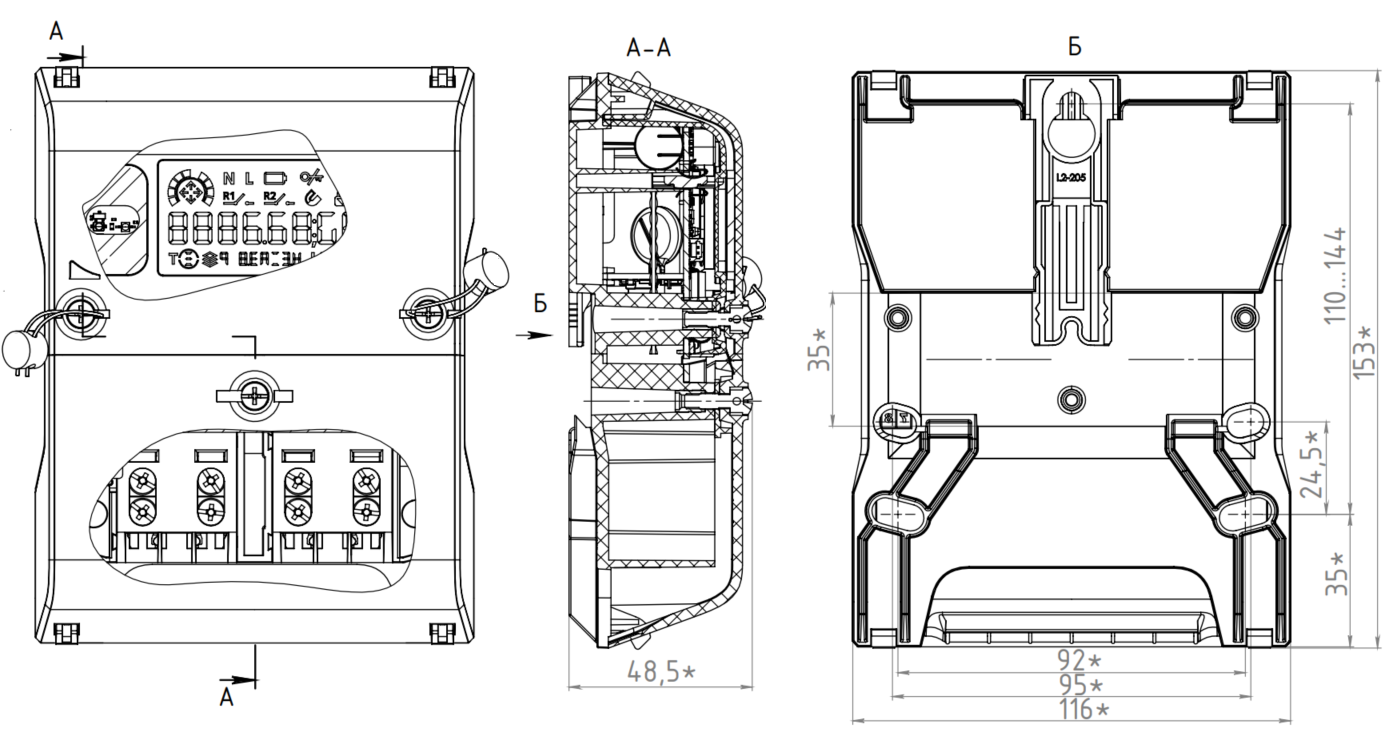 А
А-А
Б
N L
R1 R2
L2-205
Б
110...144
35*
153*
24,5*
35*
48,5*
92*
95*
116*
А